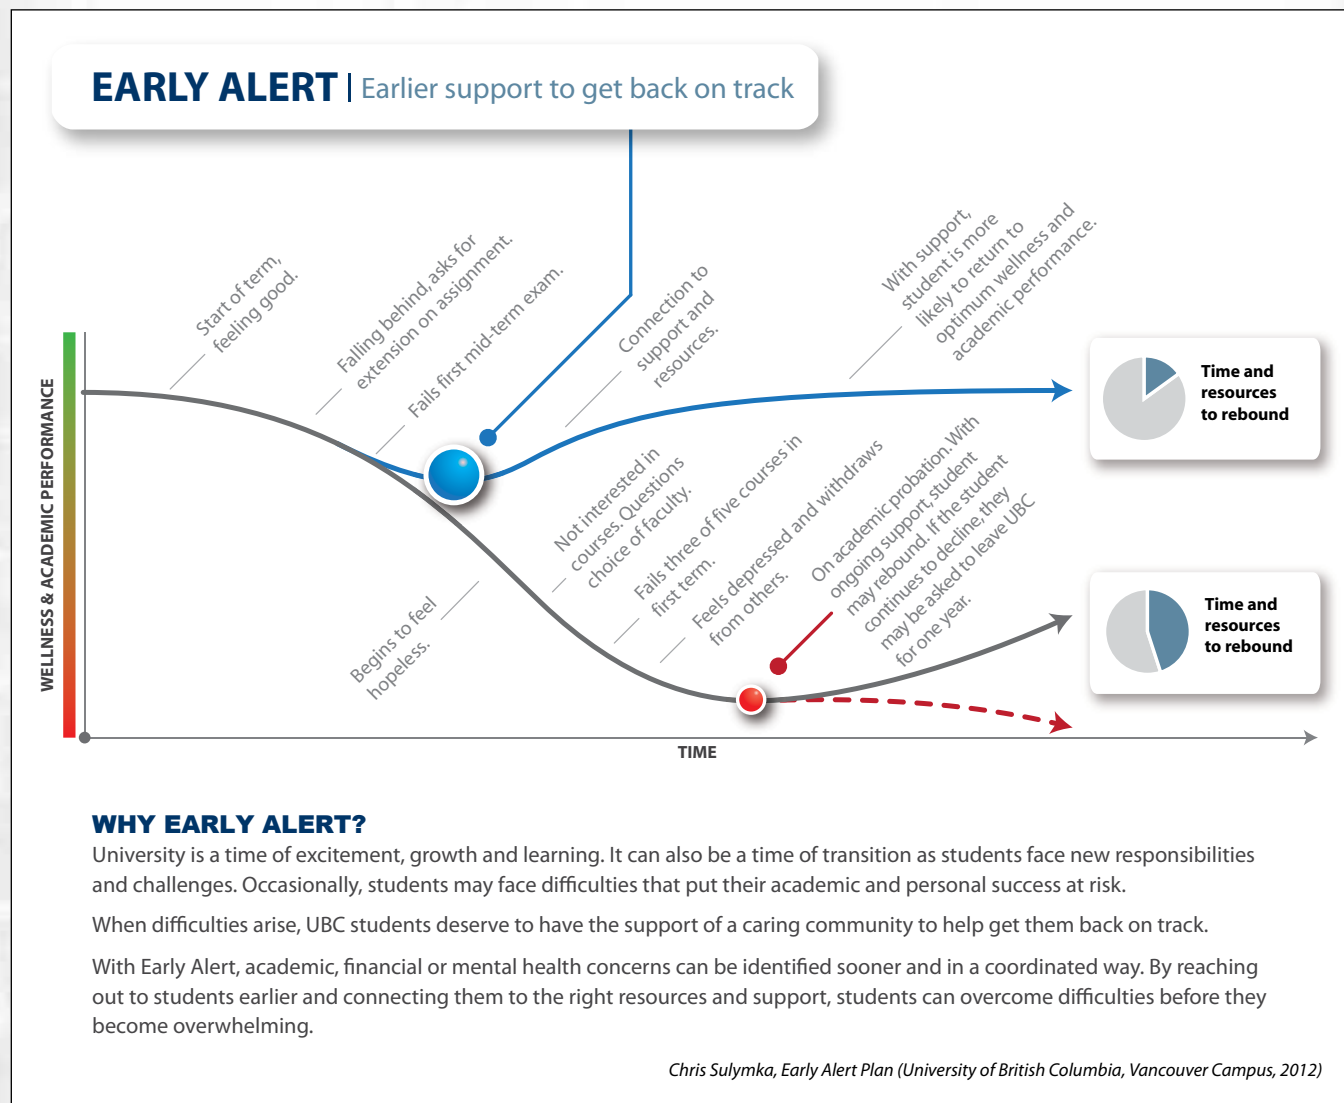 EARLY ALERT | Earlier support to get back on track
Start of term,
feeling good.
Falling behind, asks for
extension on assignment.
Fails first mid-term exam.
Connection to
support and
resources.
With support,
student is more
likely to return to
optimum wellness and
academic performance.
WELLNESS & ACADEMIC PERFORMANCE
Time and
resources
to rebound
Begins to feel
hopeless.
Not interested in
courses. Questions
choice of faculty.
Fails three of five courses in
first term.
Feels depressed and withdraws
from others.
On academic probation. With
ongoing support, student
may rebound. If the student
continues to decline, they
may be asked to leave UBC
for one year.
Time and
resources
to rebound
TIME
WHY EARLY ALERT?
University is a time of excitement, growth and learning. It can also be a time of transition as students face new responsibilities
and challenges. Occasionally, students may face difficulties that put their academic and personal success at risk.
When difficulties arise, UBC students deserve to have the support of a caring community to help get them back on track.
With Early Alert, academic, financial or mental health concerns can be identified sooner and in a coordinated way. By reaching
out to students earlier and connecting them to the right resources and support, students can overcome difficulties before they
become overwhelming.
Chris Sulymka, Early Alert Plan (University of British Columbia, Vancouver Campus, 2012)